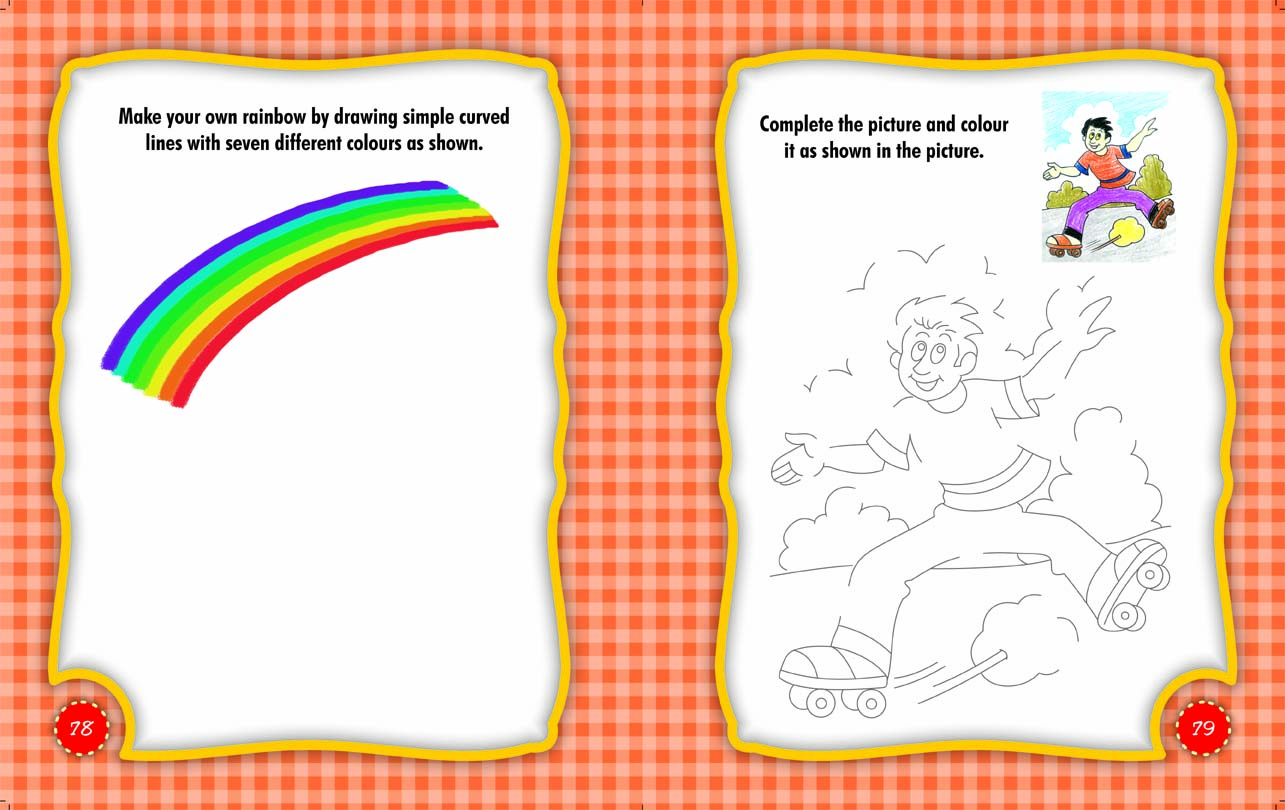 Make your own rainbow by drawing simple curved
lines with seven different colours as shown.
78
Complete the picture and colour
it as shown in the picture.
79